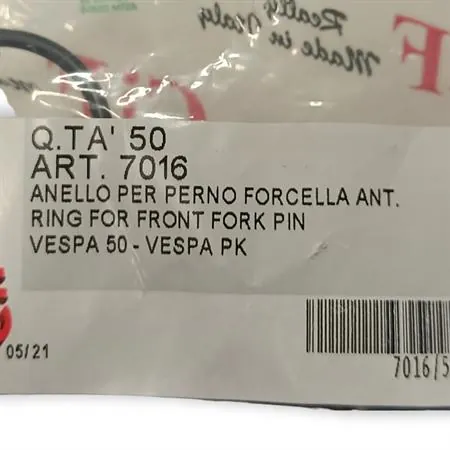 Really
Made in Italy
F
Q.TA' 50
ART. 7016
ANELLO PER PERNO FORCELLA ANT.
RING FOR FRONT FORK PIN
VESPA 50 - VESPA PK
05/21
7016/5